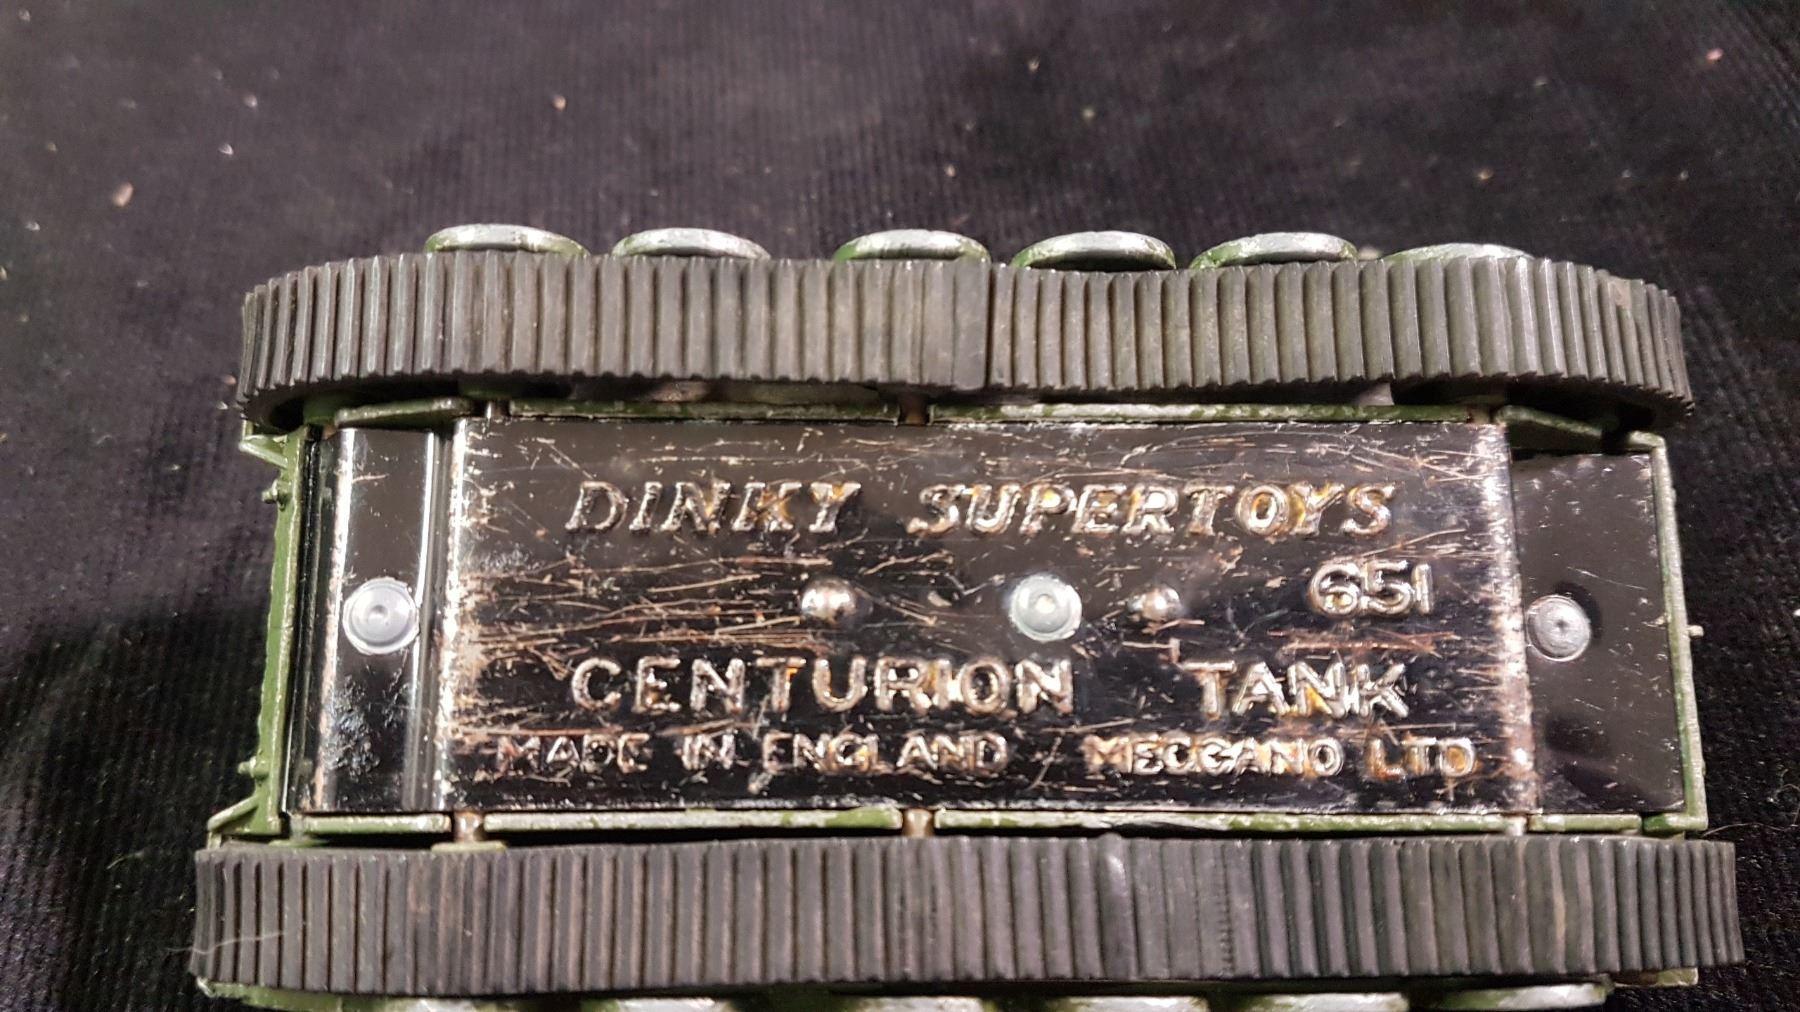 DINKY SUPERTOYS
651
CENTURION TANK
MADE IN ENGLAND MECCANO LTD